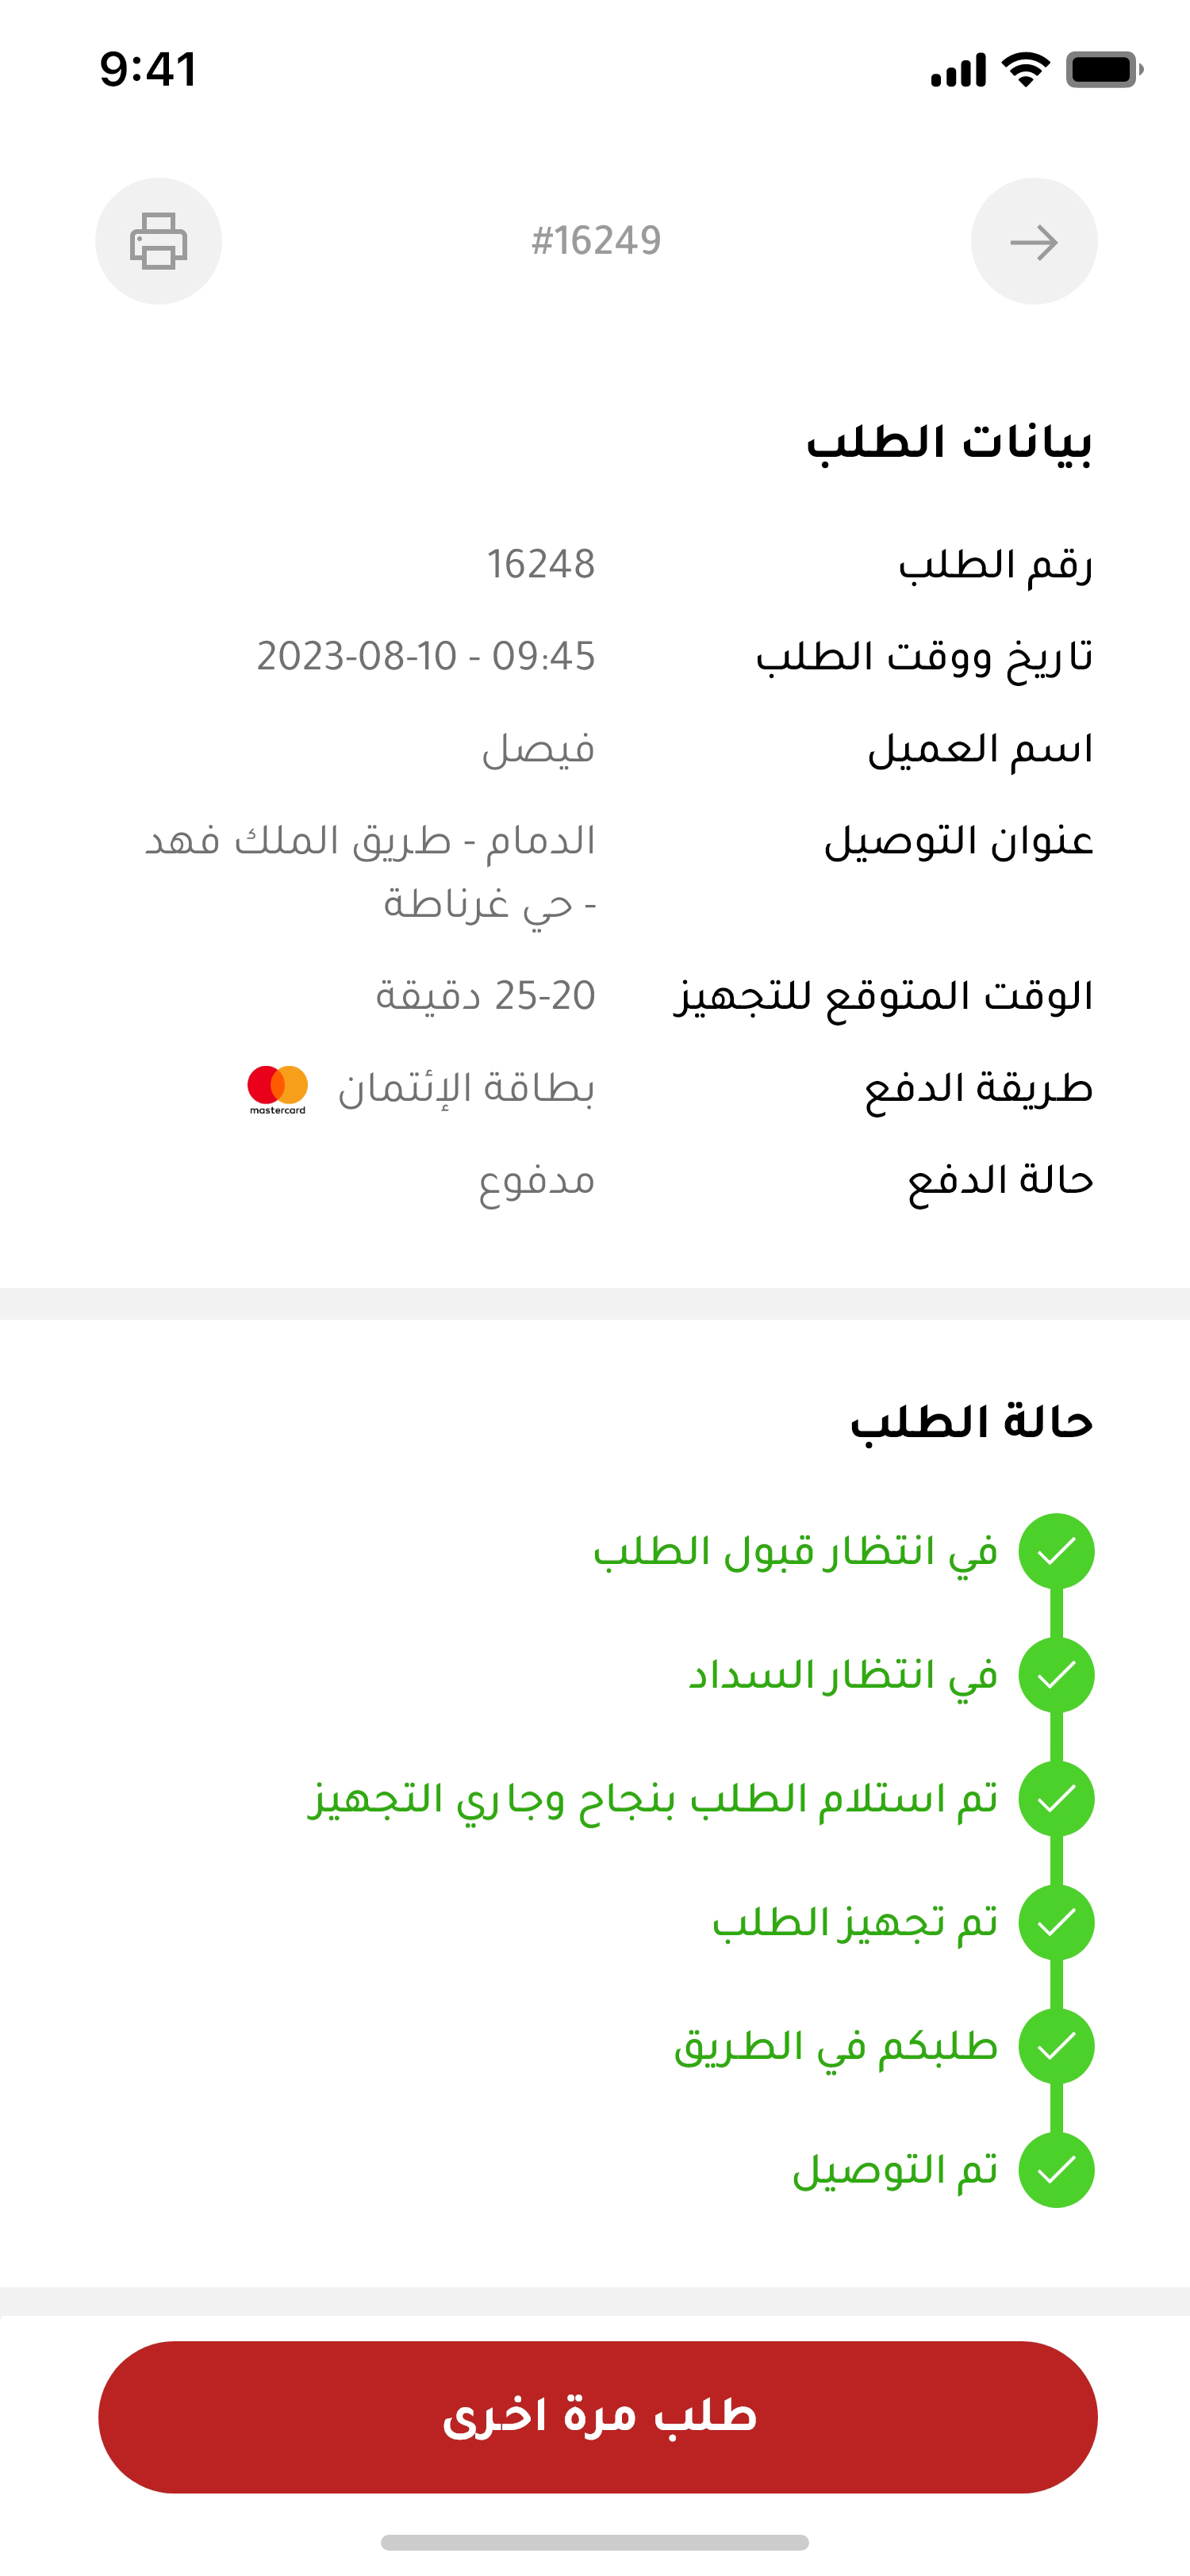 9:41
#16249
بيانات الطلب
رقم الطلب 16248
تاريخ ووقت الطلب 2023-08-10 - 09:45
اسم العميل فيصل
عنوان التوصيل الدمام - طريق الملك فهد
- حي غرناطة
الوقت المتوقع للتجهيز 25-20 دقيقة
طريقة الدفع بطاقة الإئتمان mastercard
حالة الدفع مدفوع
حالة الطلب
في انتظار قبول الطلب
في انتظار السداد
تم استلام الطلب بنجاح وجاري التجهيز
تم تجهيز الطلب
طلبكم في الطريق
تم التوصيل
طلب مرة اخرى